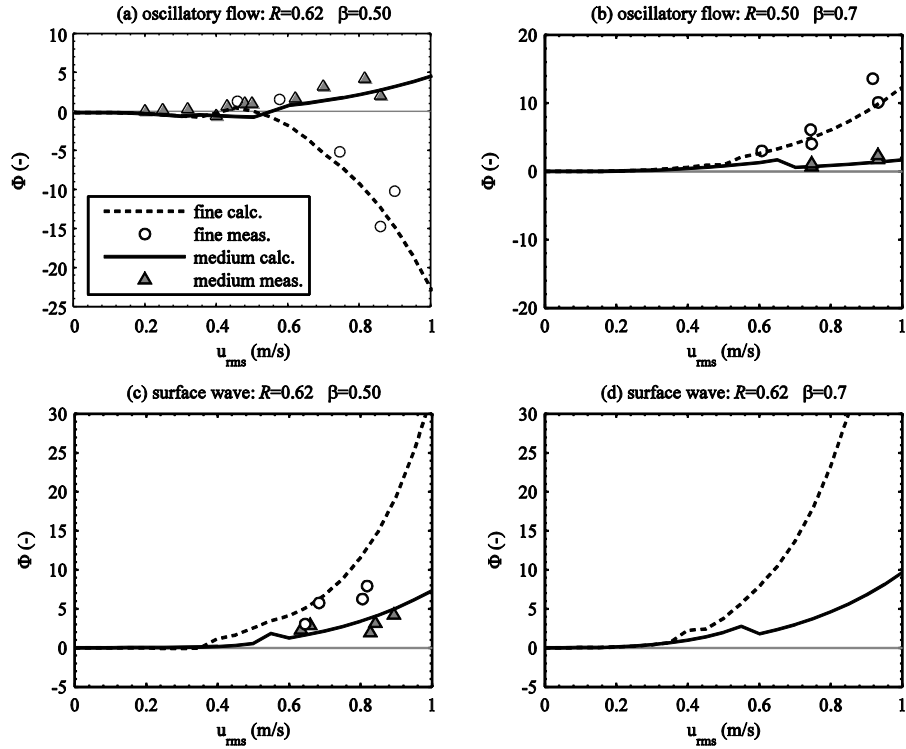 (a) oscillatory flow: R=0.62 β=0.50
10
5
0
-5
-10
-15
-20
-25
Φ (-)
fine calc.
fine meas.
medium calc.
medium meas.
0 0.2 0.4 0.6 0.8 1
u_rms (m/s)
(b) oscillatory flow: R=0.50 β=0.7
20
10
0
-10
-20
Φ (-)
0 0.2 0.4 0.6 0.8 1
u_rms (m/s)
(c) surface wave: R=0.62 β=0.50
30
25
20
15
10
5
0
-5
Φ (-)
0 0.2 0.4 0.6 0.8 1
u_rms (m/s)
(d) surface wave: R=0.62 β=0.7
30
25
20
15
10
5
0
-5
Φ (-)
0 0.2 0.4 0.6 0.8 1
u_rms (m/s)